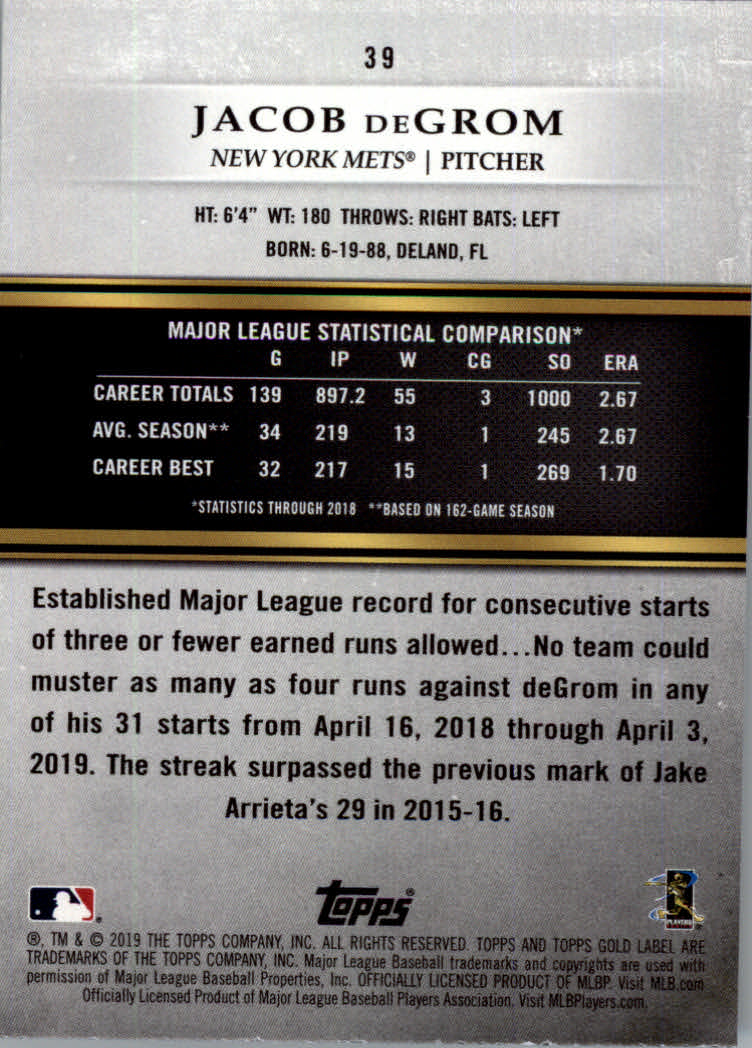 39
JACOB DEGROM
NEW YORK METS® | PITCHER
HT: 6'4" WT: 180 THROWS: RIGHT BATS: LEFT
BORN: 6-19-88, DELAND, FL
MAJOR LEAGUE STATISTICAL COMPARISON*
G IP W CG SO ERA
CAREER TOTALS 139 897.2 55 3 1000 2.67
AVG. SEASON** 34 219 13 1 245 2.67
CAREER BEST 32 217 15 1 269 1.70
*STATISTICS THROUGH 2018 **BASED ON 162-GAME SEASON
Established Major League record for consecutive starts
of three or fewer earned runs allowed...No team could
muster as many as four runs against deGrom in any
of his 31 starts from April 16, 2018 through April 3,
2019. The streak surpassed the previous mark of Jake
Arrieta's 29 in 2015-16.
Topps®
PLAYERS
®, TM & © 2019 THE TOPPS COMPANY, INC. ALL RIGHTS RESERVED. TOPPS AND TOPPS GOLD LABEL ARE
TRADEMARKS OF THE TOPPS COMPANY, INC. Major League Baseball trademarks and copyrights are used with
permission of Major League Baseball Properties, Inc. OFFICIALLY LICENSED PRODUCT OF MLBP. Visit MLB.com
Officially Licensed Product of Major League Baseball Players Association. Visit MLBPlayers.com.